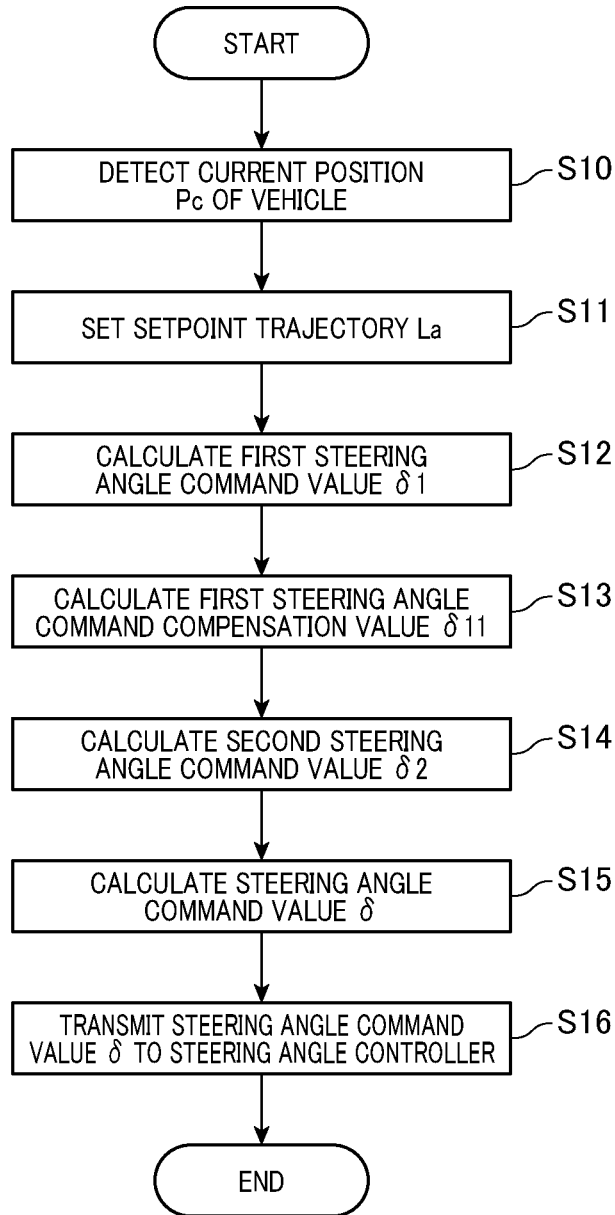 START
DETECT CURRENT POSITION
Pc OF VEHICLE
S10
SET SETPOINT TRAJECTORY La
S11
CALCULATE FIRST STEERING
ANGLE COMMAND VALUE δ1
S12
CALCULATE FIRST STEERING ANGLE
COMMAND COMPENSATION VALUE δ11
S13
CALCULATE SECOND STEERING
ANGLE COMMAND VALUE δ2
S14
CALCULATE STEERING ANGLE
COMMAND VALUE δ
S15
TRANSMIT STEERING ANGLE COMMAND
VALUE δ TO STEERING ANGLE CONTROLLER
S16
END